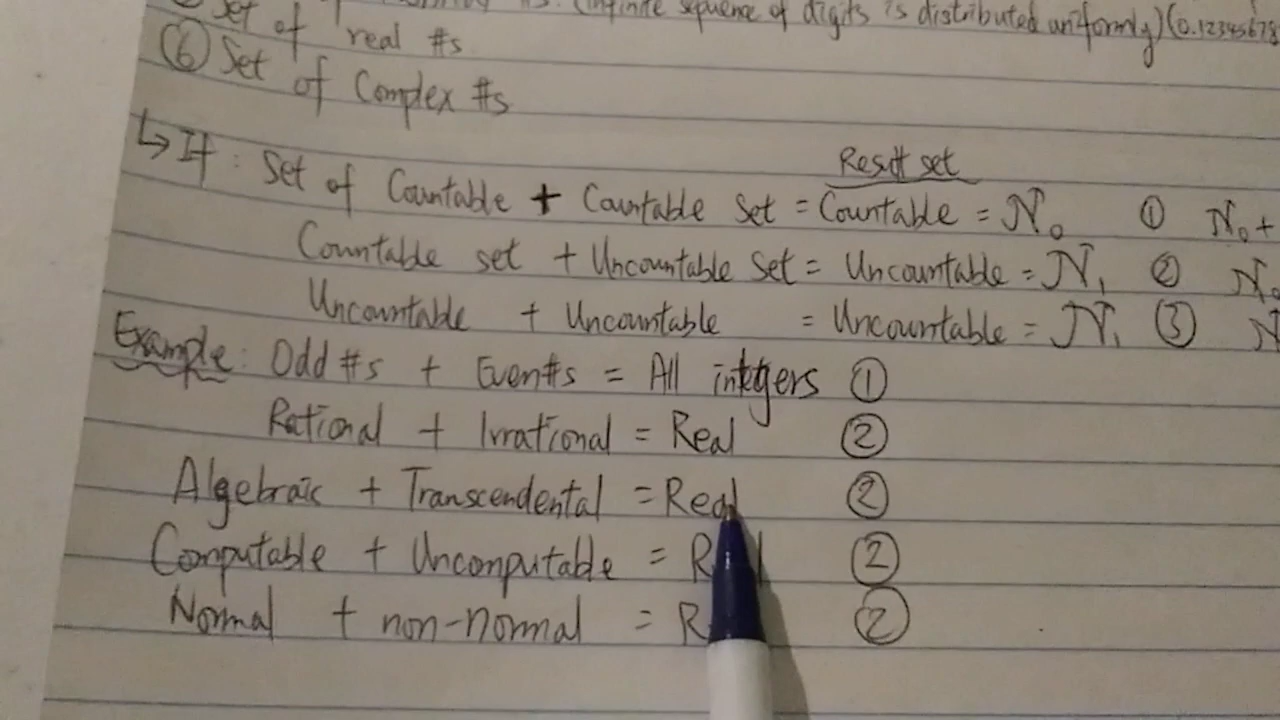 Set of real #s (infinite sequence of digits is distributed uniformly) (0.12345678
⑥ Set of Complex #s
Result set
↳ If: Set of Countable + Countable Set = Countable = ℵ₀ ① ℵ₀ +
Countable set + Uncountable Set = Uncountable = ℵ₁ ② ℵ₀
Uncountable + Uncountable = Uncountable = ℵ₁ ③ ℵ
Example: Odd #s + Even #s = All integers ①
Rational + Irrational = Real ②
Algebraic + Transcendental = Real ②
Computable + Uncomputable = R l ②
Normal + non-normal = R ②